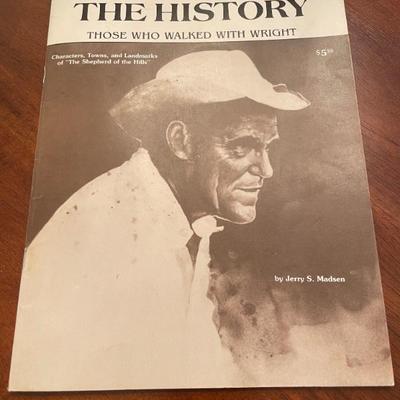 THE HISTORY
THOSE WHO WALKED WITH WRIGHT
Characters, Towns, and Landmarks
of "The Shepherd of the Hills"
$5.50
by Jerry S. Madsen